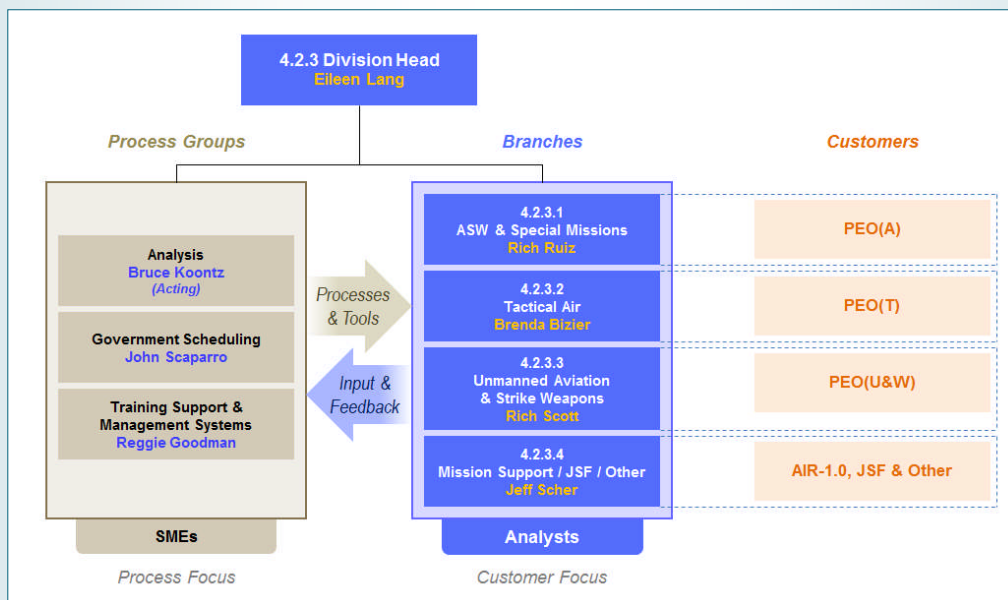 4.2.3 Division Head
Eileen Lang
Process Groups
Branches
Customers
Analysis
Bruce Koontz
(Acting)
Government Scheduling
John Scaparro
Training Support &
Management Systems
Reggie Goodman
SMEs
Process Focus
Processes
& Tools
Input &
Feedback
4.2.3.1
ASW & Special Missions
Rich Ruiz
4.2.3.2
Tactical Air
Brenda Bizier
4.2.3.3
Unmanned Aviation
& Strike Weapons
Rich Scott
4.2.3.4
Mission Support / JSF / Other
Jeff Scher
Analysts
Customer Focus
PEO(A)
PEO(T)
PEO(U&W)
AIR-1.0, JSF & Other